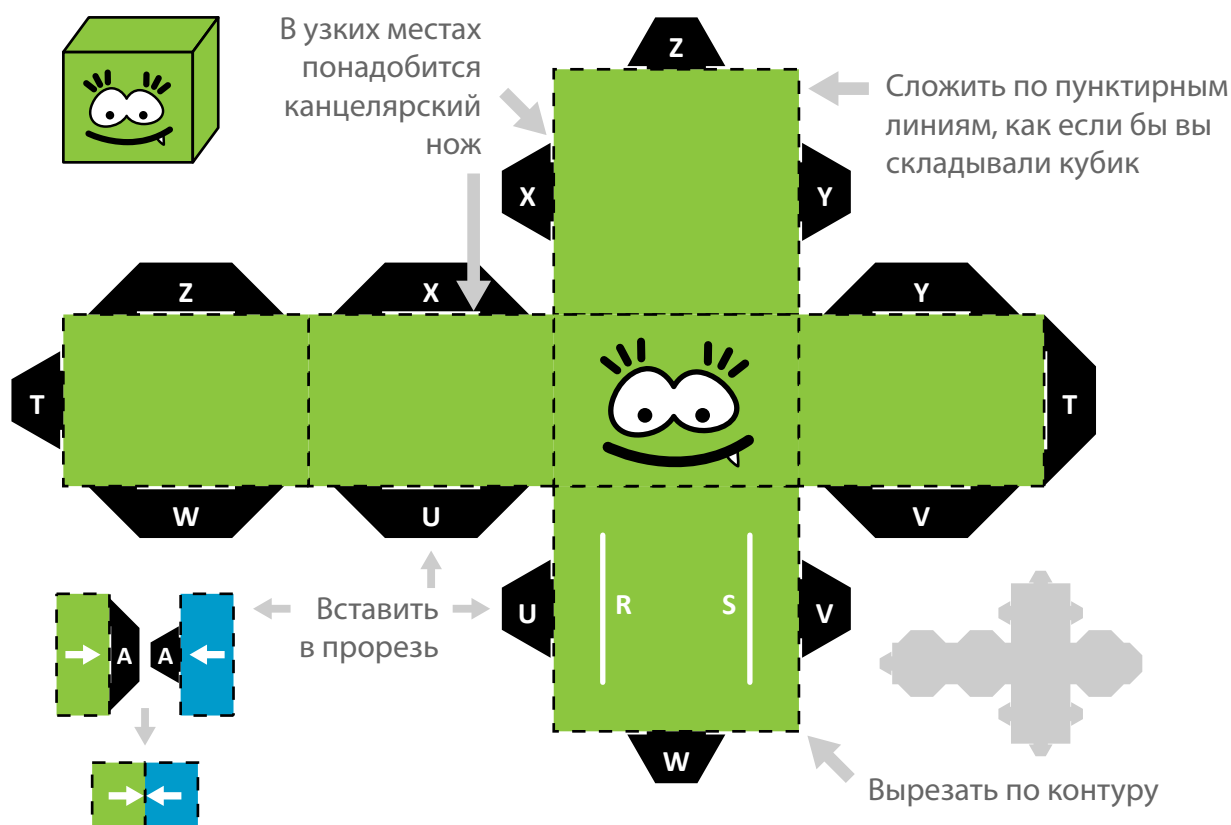 В узких местах
понадобится
канцелярский
нож
Z
Сложить по пунктирным
линиям, как если бы вы
складывали кубик
X
Y
Z
X
Y
T
T
W
U
V
U
R
S
V
Вставить
в прорезь
A
A
W
Вырезать по контуру